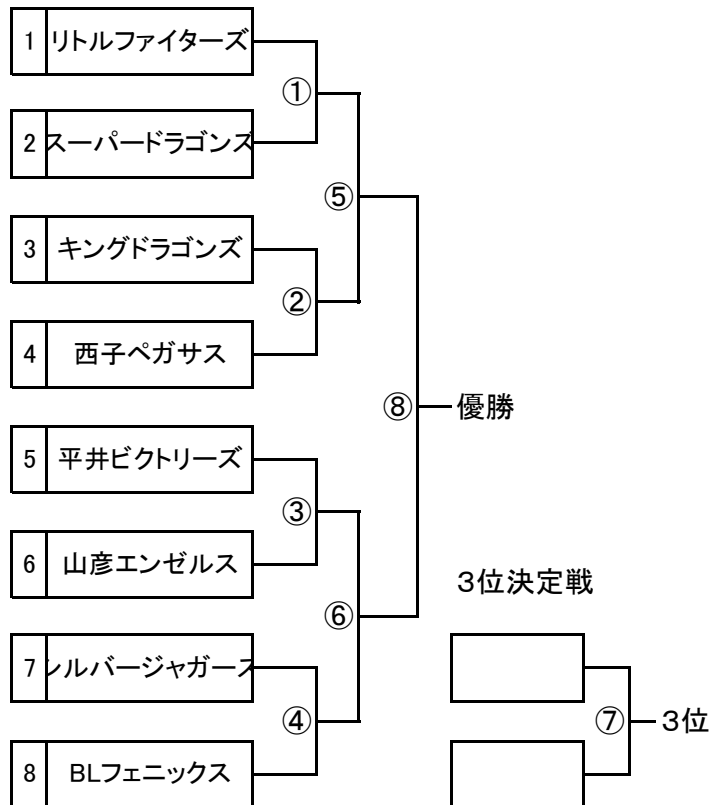 1 リトルファイターズ
①
2 スーパードラゴンズ
⑤
3 キングドラゴンズ
②
4 西子ペガサス
⑧ 優勝
5 平井ビクトリーズ
③
6 山彦エンゼルス
3位決定戦
⑥
7 シルバージャガーズ
④
⑦ 3位
8 BLフェニックス